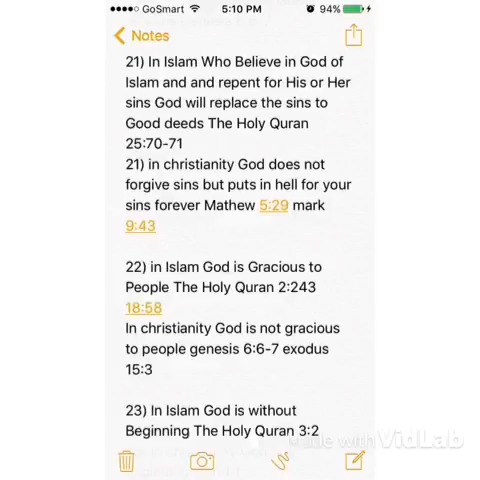 GoSmart 5:10 PM 94%
Notes
21) In Islam Who Believe in God of
Islam and and repent for His or Her
sins God will replace the sins to
Good deeds The Holy Quran
25:70-71
21) in christianity God does not
forgive sins but puts in hell for your
sins forever Mathew 5:29 mark
9:43
22) in Islam God is Gracious to
People The Holy Quran 2:243
18:58
In christianity God is not gracious
to people genesis 6:6-7 exodus
15:3
23) In Islam God is without
Beginning The Holy Quran 3:2
Made with VidLab